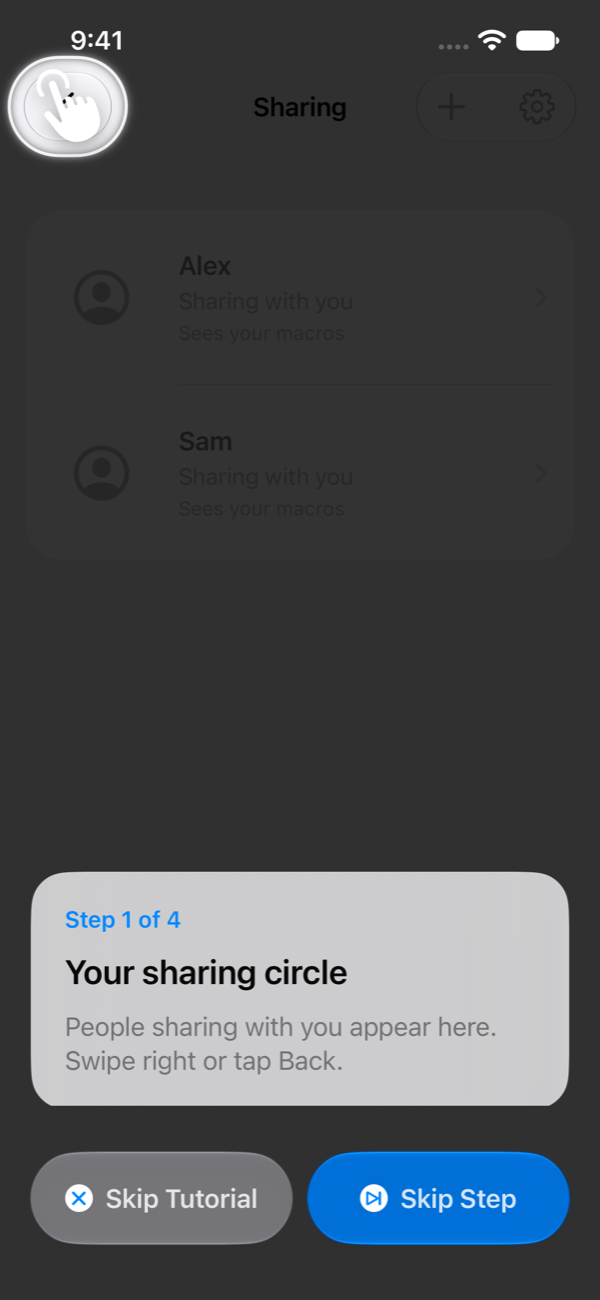 9:41
Sharing
Alex
Sharing with you
Sees your macros
Sam
Sharing with you
Sees your macros
Step 1 of 4
Your sharing circle
People sharing with you appear here.
Swipe right or tap Back.
Skip Tutorial
Skip Step